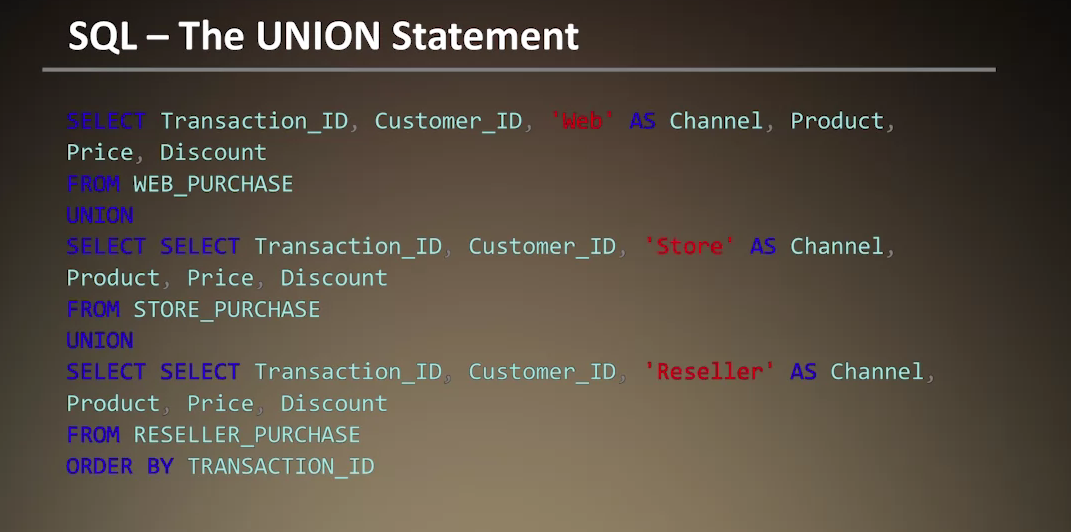 SQL – The UNION Statement
SELECT Transaction_ID, Customer_ID, 'Web' AS Channel, Product,
Price, Discount
FROM WEB_PURCHASE
UNION
SELECT SELECT Transaction_ID, Customer_ID, 'Store' AS Channel,
Product, Price, Discount
FROM STORE_PURCHASE
UNION
SELECT SELECT Transaction_ID, Customer_ID, 'Reseller' AS Channel,
Product, Price, Discount
FROM RESELLER_PURCHASE
ORDER BY TRANSACTION_ID